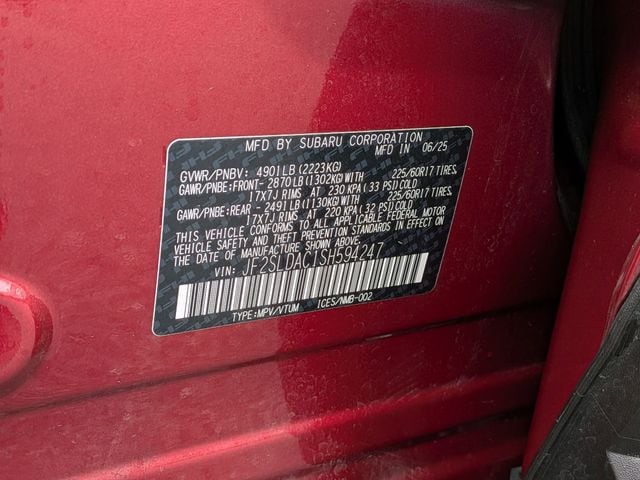 MFD BY SUBARU CORPORATION
MFD IN 06/25
GVWR/PNBV: 4901LB(2223KG)
GAWR/PNBE:FRONT- 2870LB(1302KG)WITH 225/60R17 TIRES,
17X7J RIMS AT 230 KPA(33 PSI)COLD
GAWR/PNBE:REAR - 2491LB(1130KG)WITH 225/60R17 TIRES,
17X7J RIMS AT 220 KPA(32 PSI)COLD
THIS VEHICLE CONFORMS TO ALL APPLICABLE FEDERAL MOTOR
VEHICLE SAFETY AND THEFT PREVENTION STANDARDS IN EFFECT ON
THE DATE OF MANUFACTURE SHOWN ABOVE.
VIN: JF2SLDAC1SH594247
TYPE:MPV/VTUM ICES/NMB-002